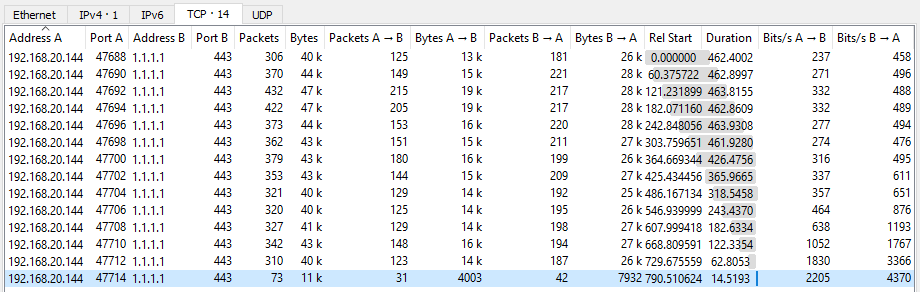 Ethernet IPv4 · 1 IPv6 TCP · 14 UDP
Address A Port A Address B Port B Packets Bytes Packets A → B Bytes A → B Packets B → A Bytes B → A Rel Start Duration Bits/s A → B Bits/s B → A
192.168.20.144 47688 1.1.1.1 443 306 40 k 125 13 k 181 26 k 0.000000 462.4002 237 458
192.168.20.144 47690 1.1.1.1 443 370 44 k 149 15 k 221 28 k 60.375722 462.8997 271 496
192.168.20.144 47692 1.1.1.1 443 432 47 k 215 19 k 217 28 k 121.231899 463.8155 332 488
192.168.20.144 47694 1.1.1.1 443 422 47 k 205 19 k 217 28 k 182.071160 462.8609 332 489
192.168.20.144 47696 1.1.1.1 443 373 44 k 153 16 k 220 28 k 242.848056 463.9308 277 494
192.168.20.144 47698 1.1.1.1 443 362 43 k 151 15 k 211 27 k 303.759651 461.9280 274 476
192.168.20.144 47700 1.1.1.1 443 379 43 k 180 16 k 199 26 k 364.669344 426.4756 316 495
192.168.20.144 47702 1.1.1.1 443 353 43 k 144 15 k 209 27 k 425.434456 365.9665 337 611
192.168.20.144 47704 1.1.1.1 443 321 40 k 129 14 k 192 25 k 486.167134 318.5458 357 651
192.168.20.144 47706 1.1.1.1 443 320 40 k 125 14 k 195 26 k 546.939999 243.4370 464 876
192.168.20.144 47708 1.1.1.1 443 327 41 k 129 14 k 198 27 k 607.999418 182.6334 638 1193
192.168.20.144 47710 1.1.1.1 443 342 43 k 148 16 k 194 27 k 668.809591 122.3354 1052 1767
192.168.20.144 47712 1.1.1.1 443 310 40 k 123 14 k 187 26 k 729.675559 62.8053 1830 3366
192.168.20.144 47714 1.1.1.1 443 73 11 k 31 4003 42 7932 790.510624 14.5193 2205 4370